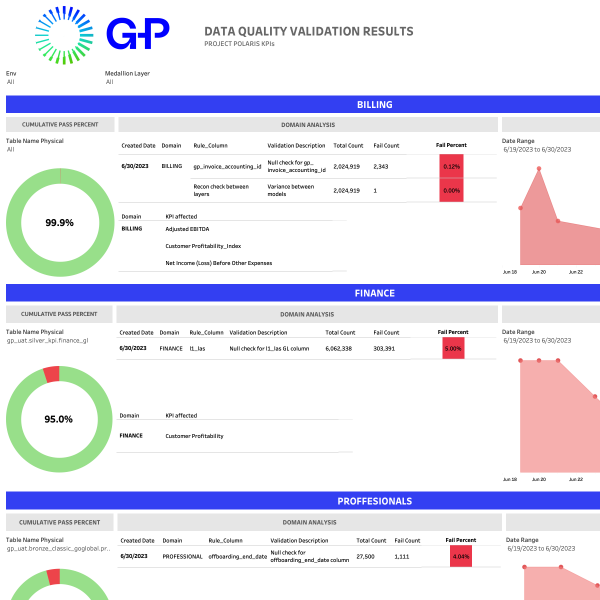 G-P
DATA QUALITY VALIDATION RESULTS
PROJECT POLARIS KPIs
Env
Medallion Layer
All
All
BILLING
CUMULATIVE PASS PERCENT
DOMAIN ANALYSIS
Table Name Physical
All
Created Date Domain Rule_Column Validation Description Total Count Fail Count Fail Percent
Date Range
6/19/2023 to 6/30/2023
6/30/2023 BILLING gp_invoice_accounting_id Null check for gp_
invoice_accounting_id 2,024,919 2,343 0.12%
Recon check between
layers Variance between
models 2,024,919 1 0.00%
99.9%
Domain KPI affected
BILLING Adjusted EBITDA
Customer Profitability_Index
Net Income (Loss) Before Other Expenses
Jun 18 Jun 20 Jun 22
FINANCE
CUMULATIVE PASS PERCENT
DOMAIN ANALYSIS
Table Name Physical
gp_uat.silver_kpi.finance_gl
Created Date Domain Rule_Column Validation Description Total Count Fail Count Fail Percent
Date Range
6/19/2023 to 6/30/2023
6/30/2023 FINANCE l1_ias Null check for l1_ias GL column 6,062,338 303,391 5.00%
95.0%
Domain KPI affected
FINANCE Customer Profitability
Jun 18 Jun 20 Jun 22
PROFFESIONALS
CUMULATIVE PASS PERCENT
DOMAIN ANALYSIS
Table Name Physical
gp_uat.bronze_classic_goglobal.pr..
Created Date Domain Rule_Column Validation Description Total Count Fail Count Fail Percent
Date Range
6/19/2023 to 6/30/2023
6/30/2023 PROFESSIONAL offboarding_end_date Null check for
offboarding_end_date column 27,500 1,111 4.04%